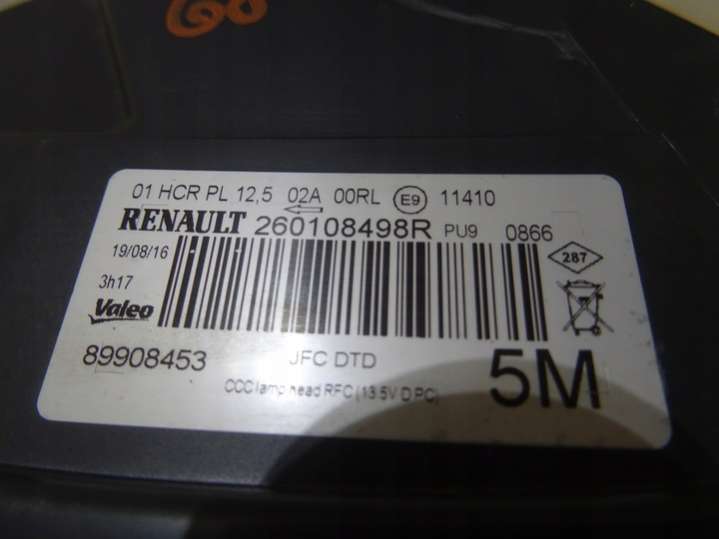 60
01 HCR PL 12,5 02A 00RL E9 11410
RENAULT 260108498R PU9 0866
19/08/16
287
3h17
Valeo
89908453 JFC DTD 5M
CCC lamp head RFC (13.5V D PC)